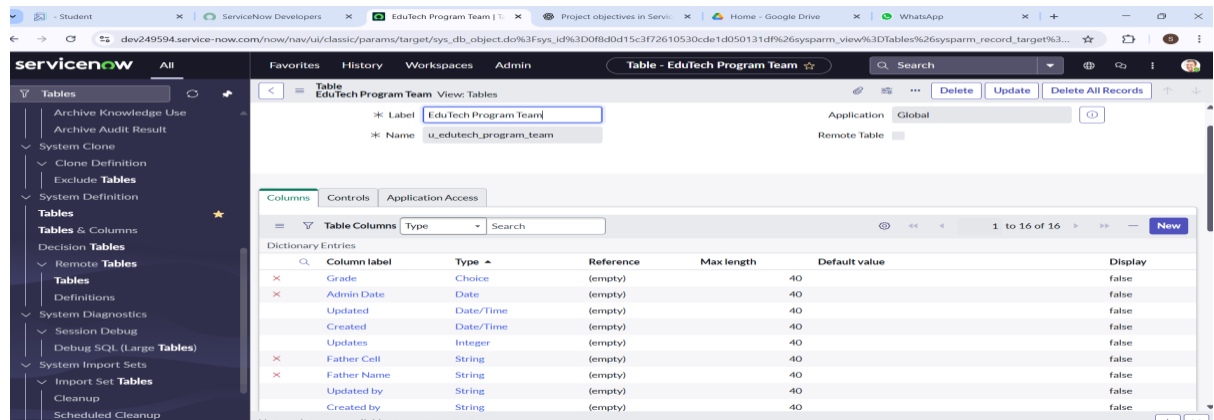 - Student
ServiceNow Developers
EduTech Program Team | Ta
Project objectives in Servic
Home - Google Drive
WhatsApp
dev249594.service-now.com/now/nav/ui/classic/params/target/sys_db_object.do%3Fsys_id%3D0f8d0d15c3f72610530cde1d050131df%26sysparm_view%3DTables%26sysparm_record_target%3...
S
servicenow All Favorites History Workspaces Admin Table - EduTech Program Team Search
Tables
Archive Knowledge Use
Archive Audit Result
System Clone
Clone Definition
Exclude Tables
System Definition
Tables
Tables & Columns
Decision Tables
Remote Tables
Tables
Definitions
System Diagnostics
Session Debug
Debug SQL (Large Tables)
System Import Sets
Import Set Tables
Cleanup
Scheduled Cleanup
Table
EduTech Program Team View: Tables
Delete Update Delete All Records
Label EduTech Program Team Application Global
Name u_edutech_program_team Remote Table
Columns Controls Application Access
Table Columns Type Search 1 to 16 of 16 New
Dictionary Entries
Column label Type Reference Max length Default value Display
Grade Choice (empty) 40 false
Admin Date Date (empty) 40 false
Updated Date/Time (empty) 40 false
Created Date/Time (empty) 40 false
Updates Integer (empty) 40 false
Father Cell String (empty) 40 false
Father Name String (empty) 40 false
Updated by String (empty) 40 false
Created by String (empty) 40 false